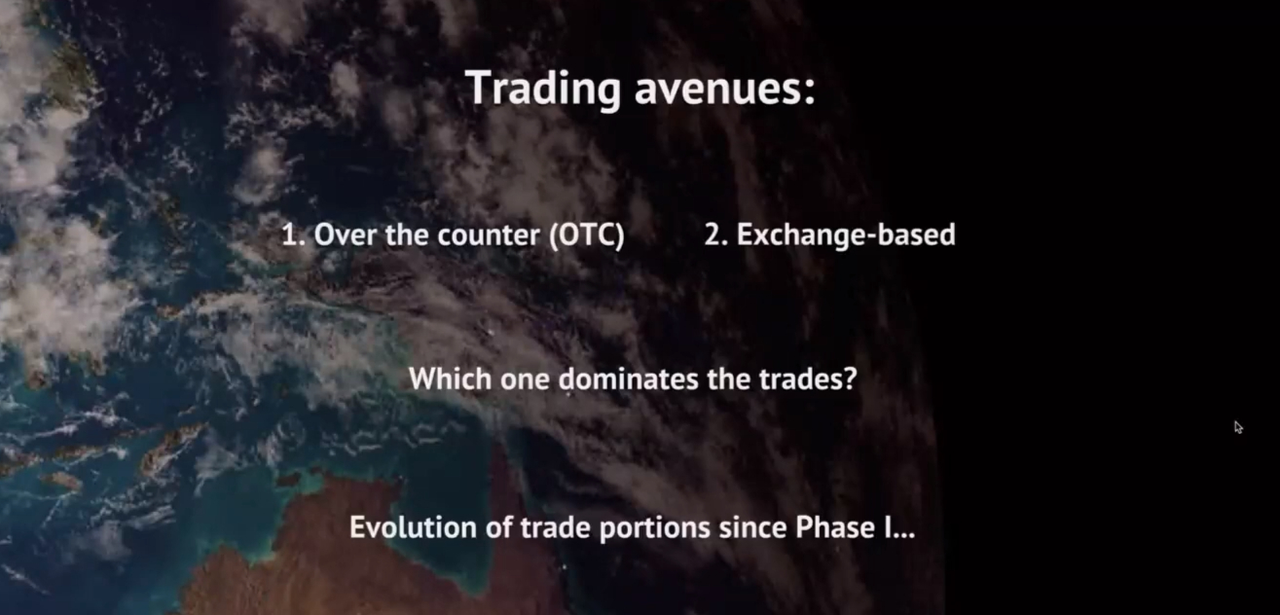 Trading avenues:
1. Over the counter (OTC) 2. Exchange-based
Which one dominates the trades?
Evolution of trade portions since Phase I...